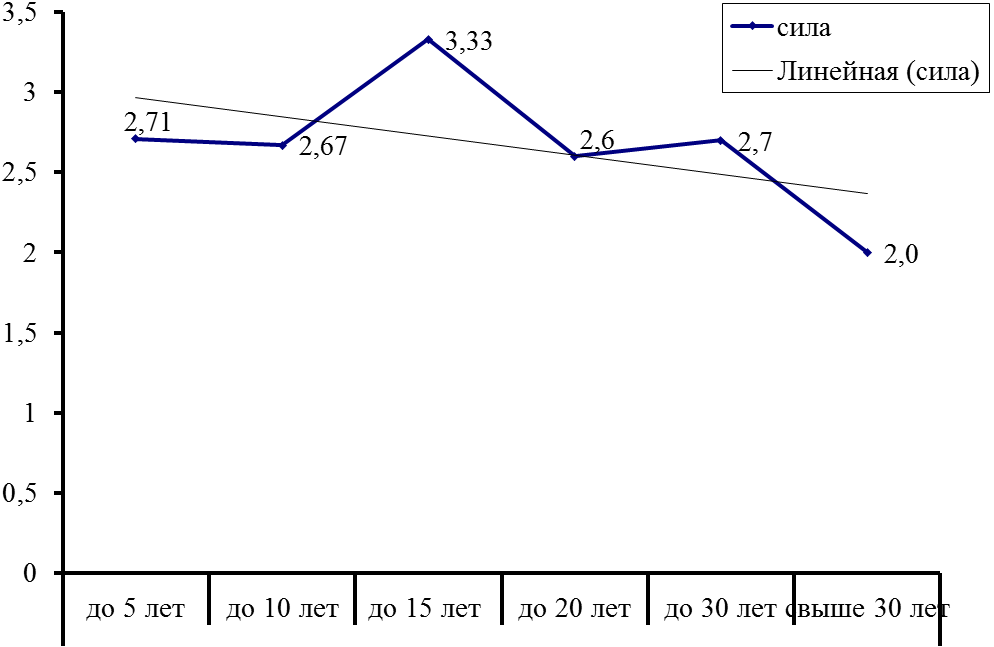 3,5
сила
3,33
Линейная (сила)
3
2,71
2,67
2,6
2,7
2,5
2
2,0
1,5
1
0,5
0
до 5 лет
до 10 лет
до 15 лет
до 20 лет
до 30 лет
свыше 30 лет